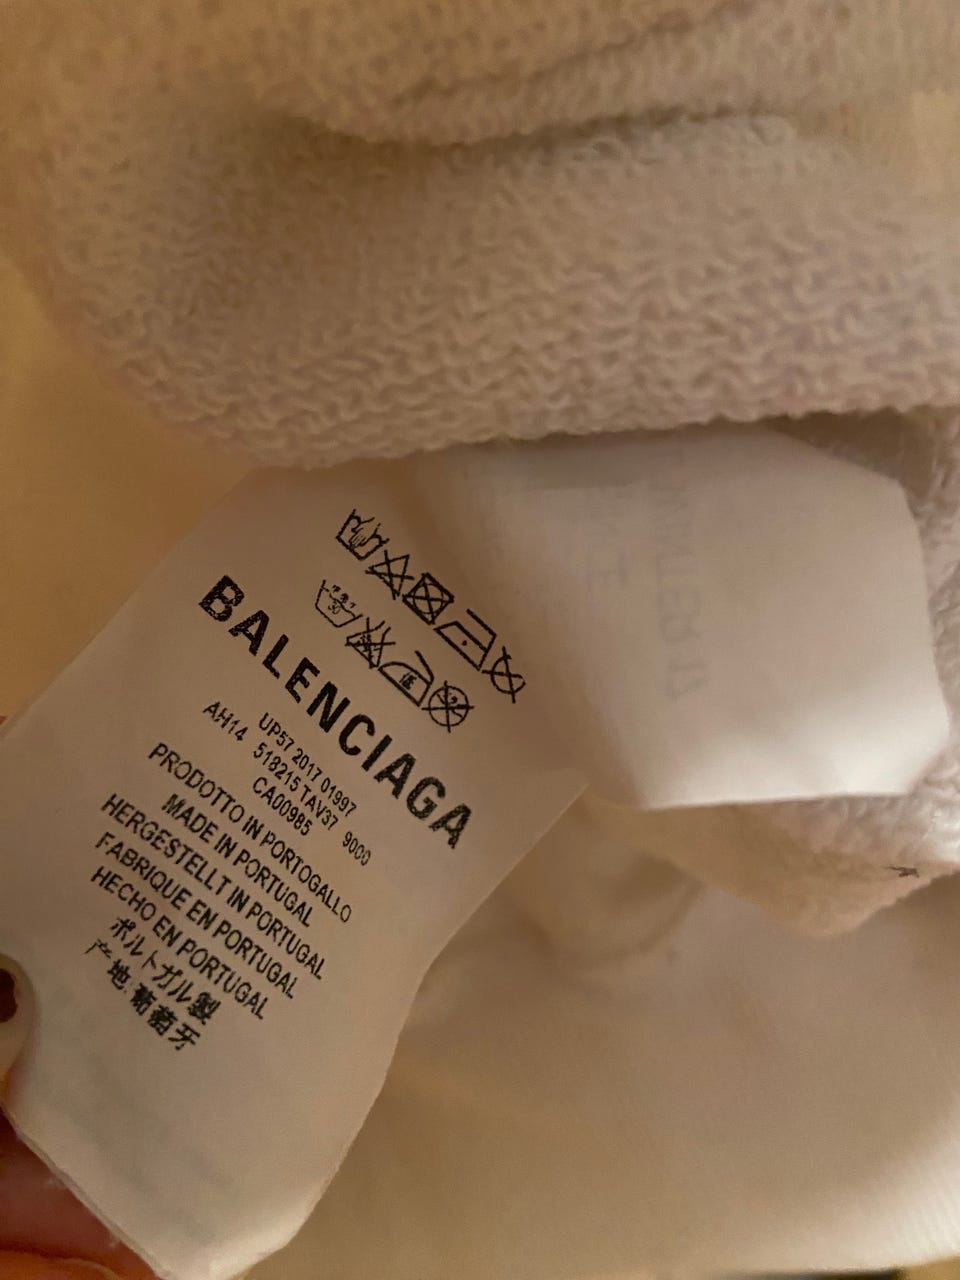 30
BALENCIAGA
UP57 2017 01997
AH14 518215 TAV37 9000
CA00985
PRODOTTO IN PORTOGALLO
MADE IN PORTUGAL
HERGESTELLT IN PORTUGAL
FABRIQUE EN PORTUGAL
HECHO EN PORTUGAL
ポルトガル製
产地:葡萄牙